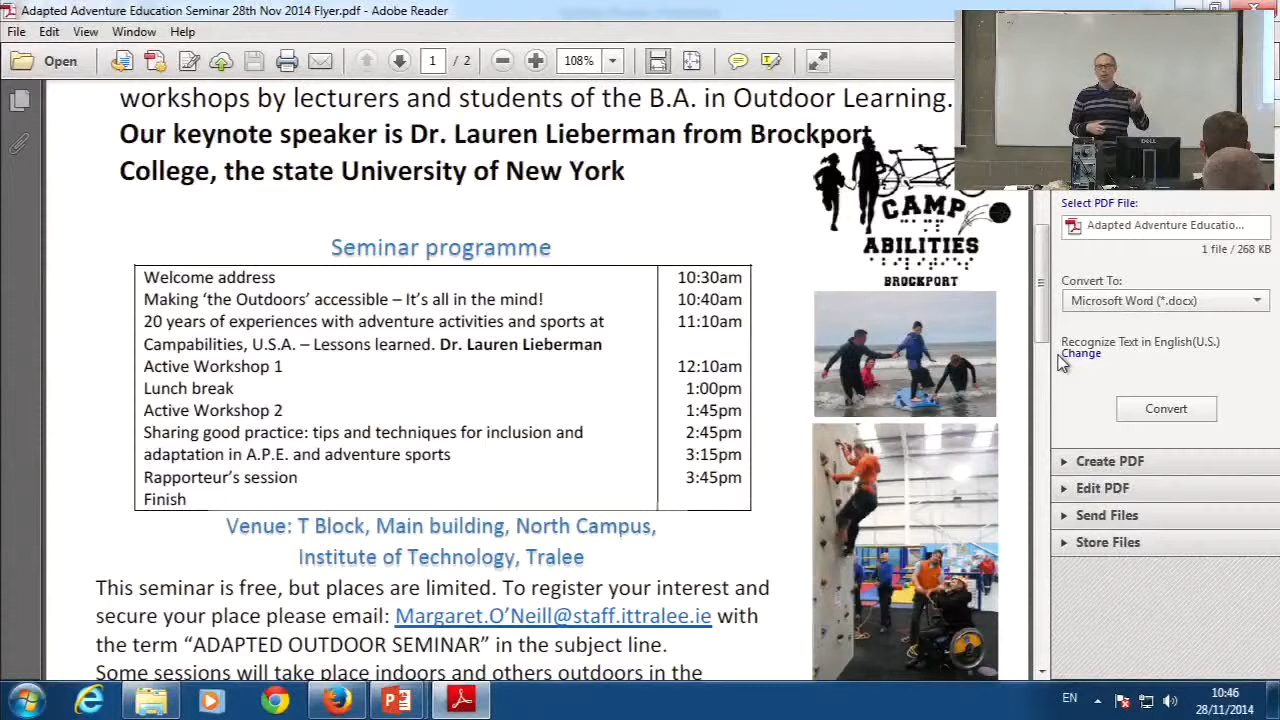 Adapted Adventure Education Seminar 28th Nov 2014 Flyer.pdf - Adobe Reader
File Edit View Window Help
Open 1 / 2 108%
workshops by lecturers and students of the B.A. in Outdoor Learning.
Our keynote speaker is Dr. Lauren Lieberman from Brockport
College, the state University of New York
CAMP
ABILITIES
BROCKPORT
Seminar programme
Welcome address 10:30am
Making ‘the Outdoors’ accessible – It’s all in the mind! 10:40am
20 years of experiences with adventure activities and sports at 11:10am
Campabilities, U.S.A. – Lessons learned. Dr. Lauren Lieberman
Active Workshop 1 12:10am
Lunch break 1:00pm
Active Workshop 2 1:45pm
Sharing good practice: tips and techniques for inclusion and 2:45pm
adaptation in A.P.E. and adventure sports 3:15pm
Rapporteur’s session 3:45pm
Finish
Venue: T Block, Main building, North Campus,
Institute of Technology, Tralee
This seminar is free, but places are limited. To register your interest and
secure your place please email: Margaret.O’Neill@staff.ittralee.ie with
the term “ADAPTED OUTDOOR SEMINAR” in the subject line.
Some sessions will take place indoors and others outdoors in the
DELL
Select PDF File:
Adapted Adventure Educatio...
1 file / 268 KB
Convert To:
Microsoft Word (*.docx)
Recognize Text in English(U.S.)
Change
Convert
Create PDF
Edit PDF
Send Files
Store Files
EN 10:46
28/11/2014